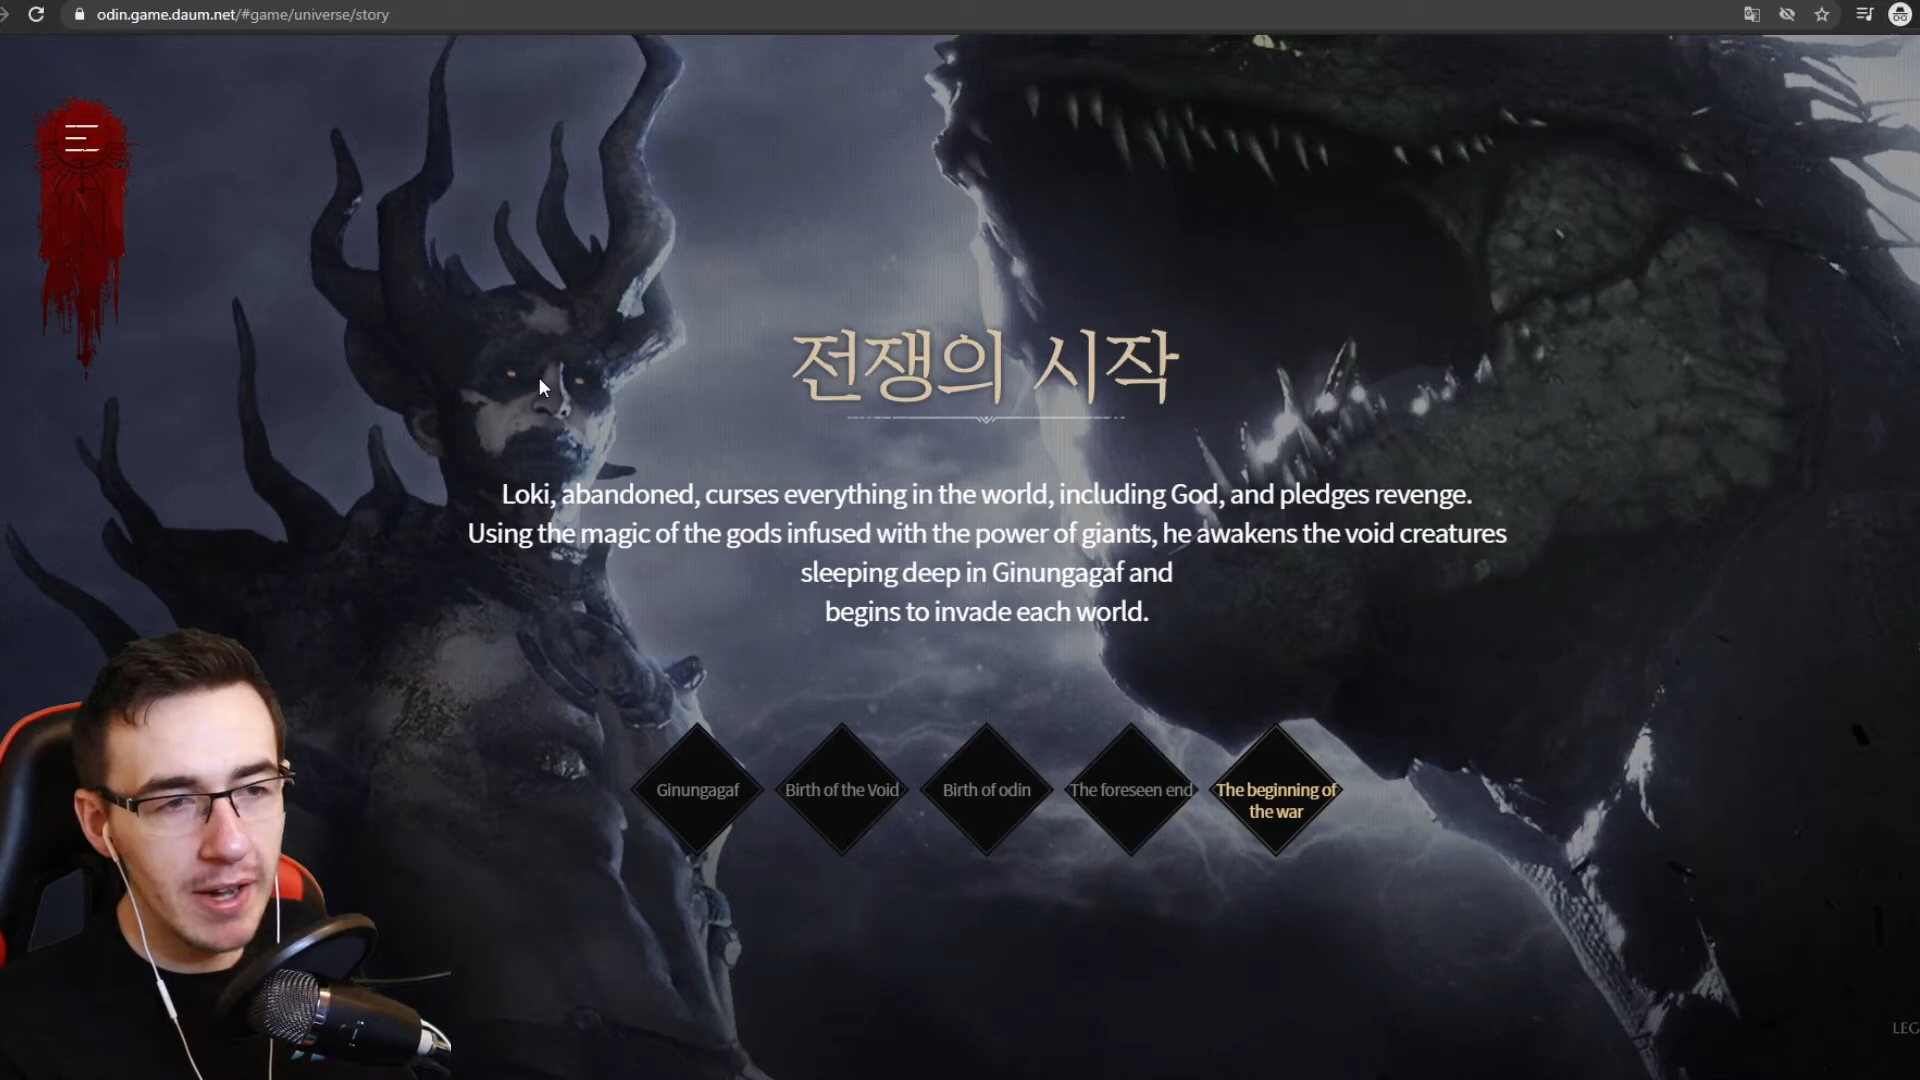 odin.game.daum.net/#game/universe/story
전쟁의 시작
Loki, abandoned, curses everything in the world, including God, and pledges revenge.
Using the magic of the gods infused with the power of giants, he awakens the void creatures
sleeping deep in Ginungagaf and
begins to invade each world.
Ginungagaf
Birth of the Void
Birth of odin
The foreseen end
The beginning of
the war
LEG